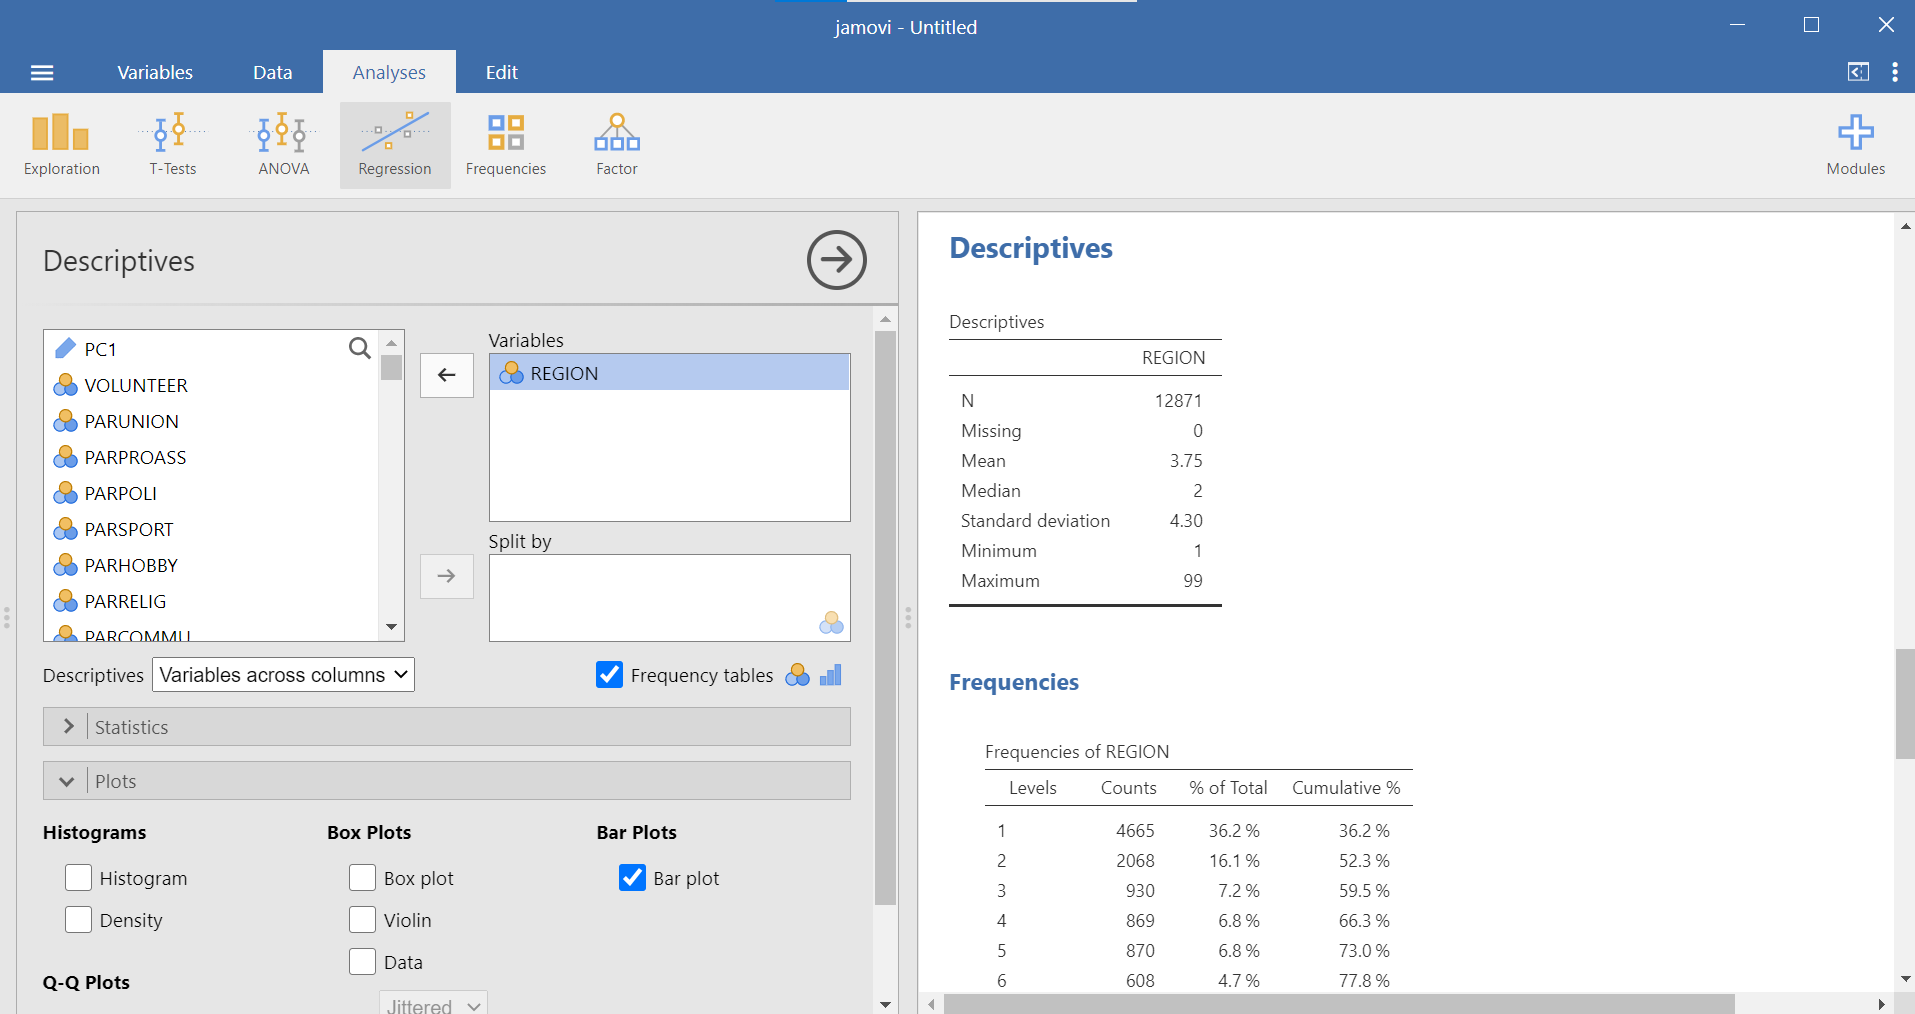 jamovi - Untitled
Variables Data Analyses Edit
Exploration T-Tests ANOVA Regression Frequencies Factor Modules
Descriptives
PC1
VOLUNTEER
PARUNION
PARPROASS
PARPOLI
PARSPORT
PARHOBBY
PARRELIG
PARCOMMU
Variables
REGION
Split by
Descriptives Variables across columns Frequency tables
Statistics
Plots
Histograms Box Plots Bar Plots
Histogram Box plot Bar plot
Density Violin
Data
Q-Q Plots
Jittered
Descriptives
Descriptives
REGION
N 12871
Missing 0
Mean 3.75
Median 2
Standard deviation 4.30
Minimum 1
Maximum 99
Frequencies
Frequencies of REGION
Levels Counts % of Total Cumulative %
1 4665 36.2 % 36.2 %
2 2068 16.1 % 52.3 %
3 930 7.2 % 59.5 %
4 869 6.8 % 66.3 %
5 870 6.8 % 73.0 %
6 608 4.7 % 77.8 %